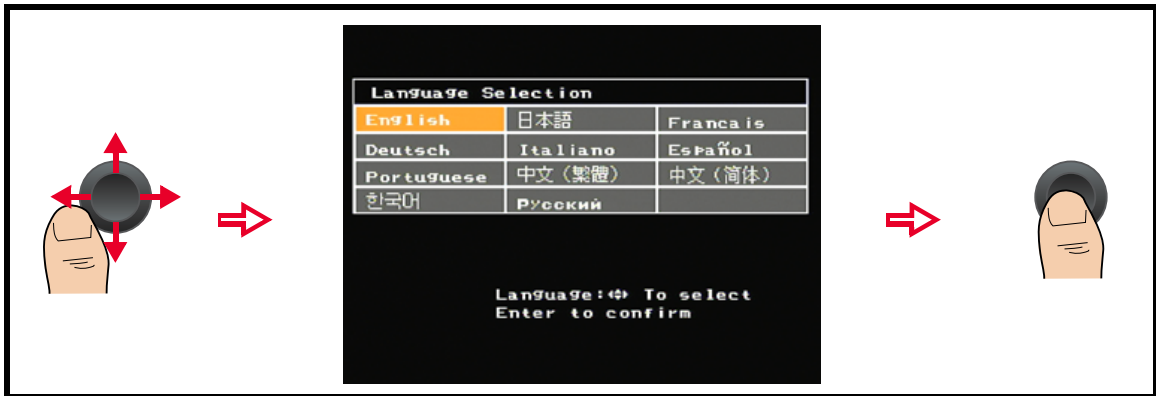 Language Selection
English 日本語 Francais
Deutsch Italiano Español
Portuguese 中文（繁體） 中文（简体）
한국어 Русский
Language: To select
Enter to confirm